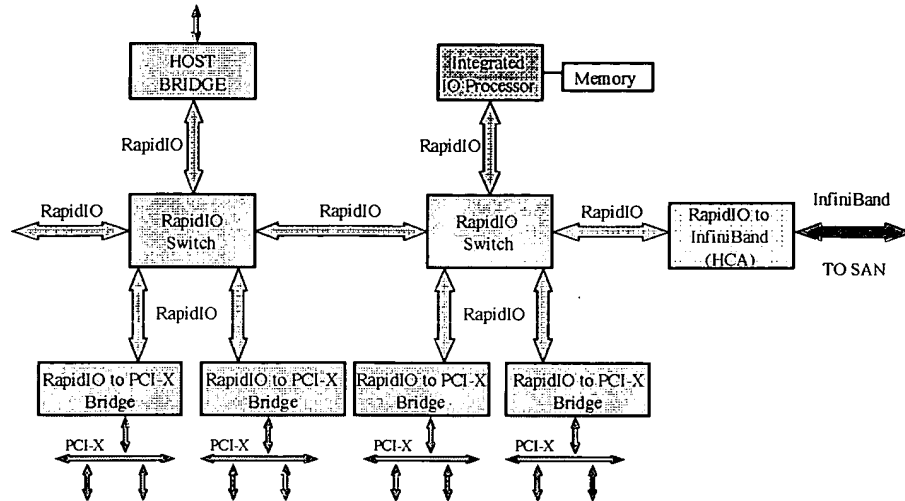 HOST
BRIDGE
Integrated
IO Processor
Memory
RapidIO
RapidIO
RapidIO
RapidIO
Switch
RapidIO
RapidIO
Switch
RapidIO
RapidIO to
InfiniBand
(HCA)
InfiniBand
TO SAN
RapidIO
RapidIO
RapidIO to PCI-X
Bridge
RapidIO to PCI-X
Bridge
RapidIO to PCI-X
Bridge
RapidIO to PCI-X
Bridge
PCI-X
PCI-X
PCI-X
PCI-X